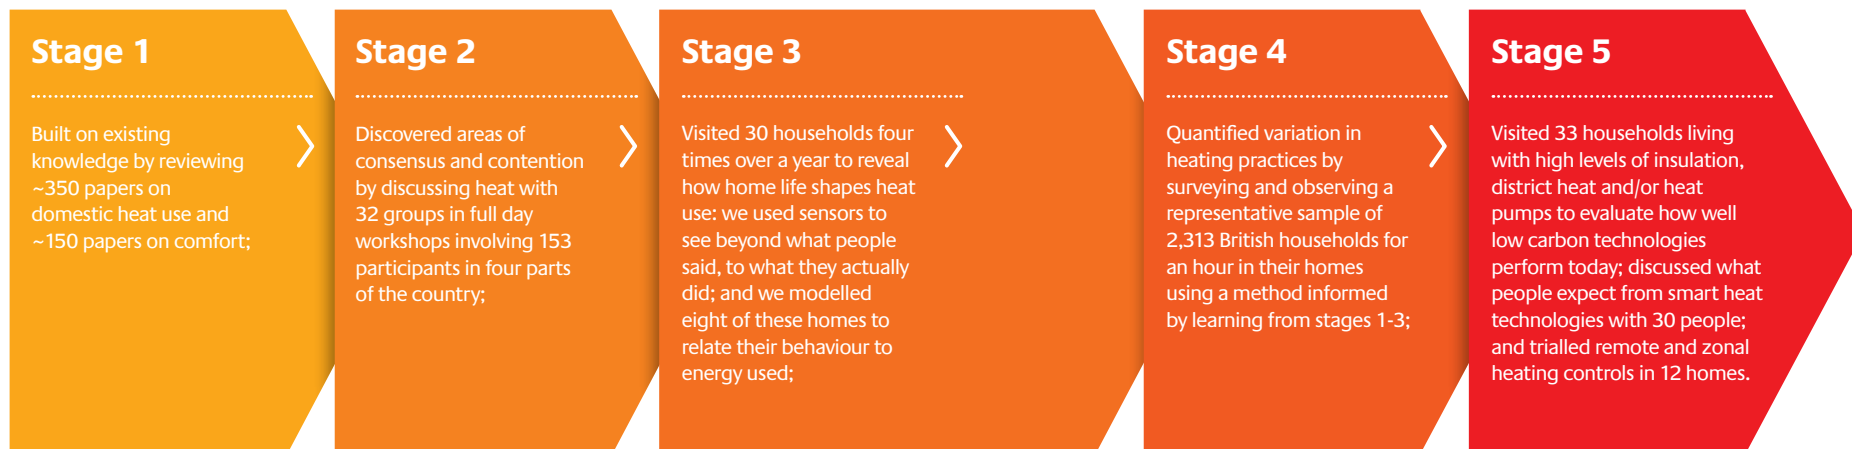 Stage 1
Built on existing
knowledge by reviewing
~350 papers on
domestic heat use and
~150 papers on comfort;
Stage 2
Discovered areas of
consensus and contention
by discussing heat with
32 groups in full day
workshops involving 153
participants in four parts
of the country;
Stage 3
Visited 30 households four
times over a year to reveal
how home life shapes heat
use: we used sensors to
see beyond what people
said, to what they actually
did; and we modelled
eight of these homes to
relate their behaviour to
energy used;
Stage 4
Quantified variation in
heating practices by
surveying and observing a
representative sample of
2,313 British households for
an hour in their homes
using a method informed
by learning from stages 1-3;
Stage 5
Visited 33 households living
with high levels of insulation,
district heat and/or heat
pumps to evaluate how well
low carbon technologies
perform today; discussed what
people expect from smart heat
technologies with 30 people;
and trialled remote and zonal
heating controls in 12 homes.